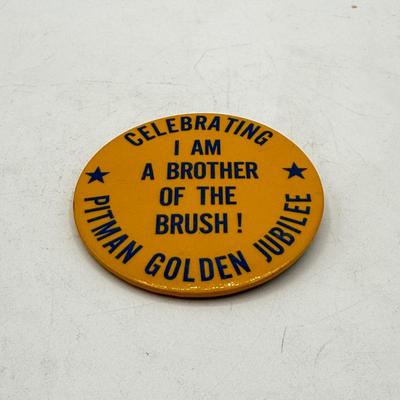 CELEBRATING
I AM
A BROTHER
OF THE
BRUSH !
PITMAN GOLDEN JUBILEE